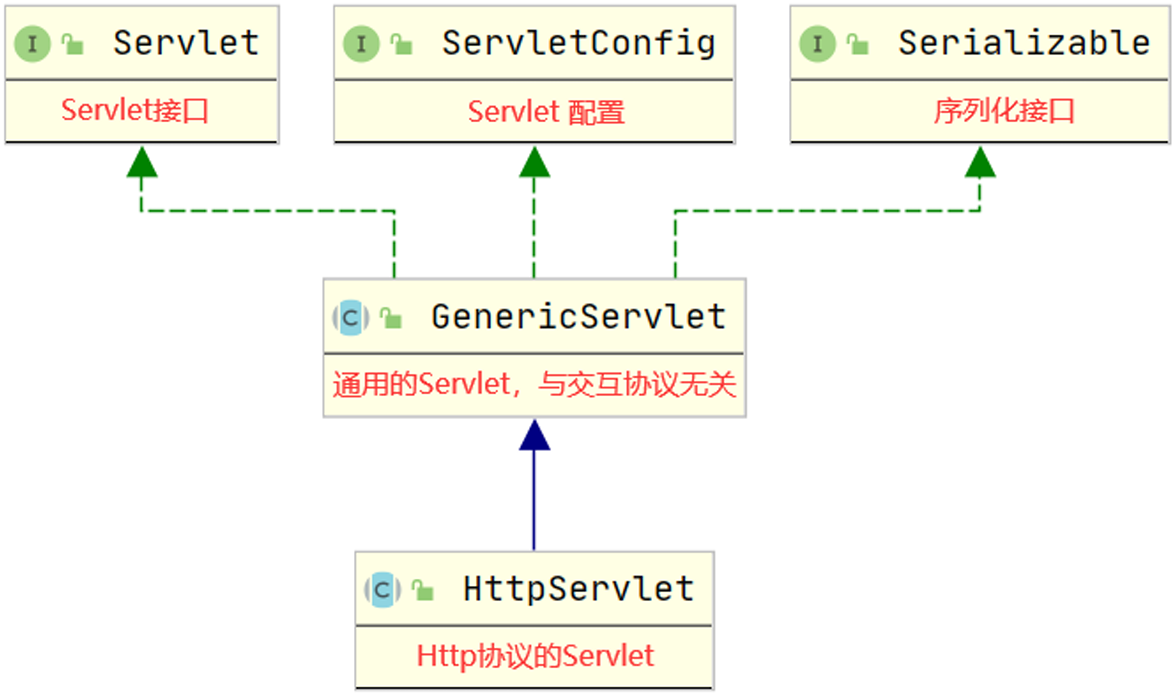 I Servlet
Servlet接口
I ServletConfig
Servlet 配置
I Serializable
序列化接口
C GenericServlet
通用的Servlet，与交互协议无关
C HttpServlet
Http协议的Servlet